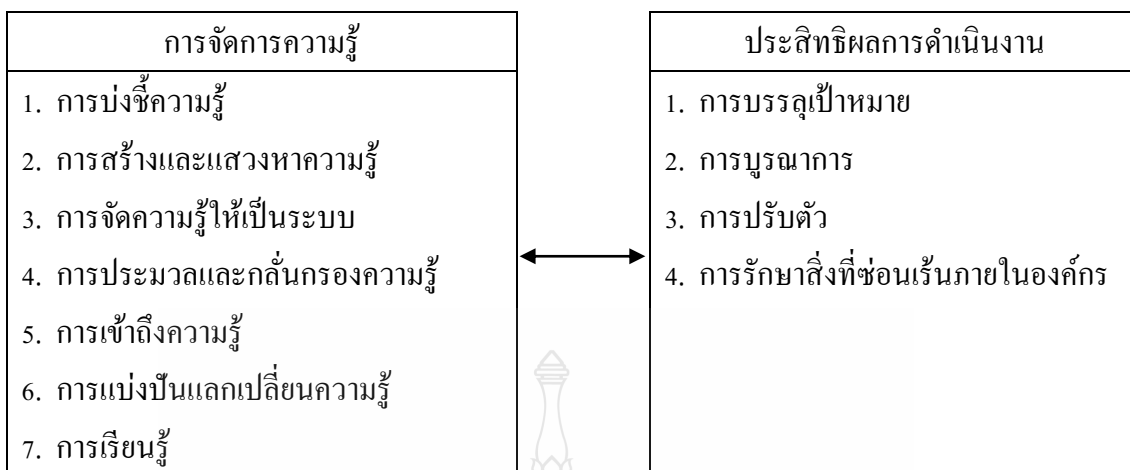 การจัดการความรู้
1. การบ่งชี้ความรู้
2. การสร้างและแสวงหาความรู้
3. การจัดความรู้ให้เป็นระบบ
4. การประมวลและกลั่นกรองความรู้
5. การเข้าถึงความรู้
6. การแบ่งปันแลกเปลี่ยนความรู้
7. การเรียนรู้
ประสิทธิผลการดำเนินงาน
1. การบรรลุเป้าหมาย
2. การบูรณาการ
3. การปรับตัว
4. การรักษาสิ่งที่ซ่อนเร้นภายในองค์กร